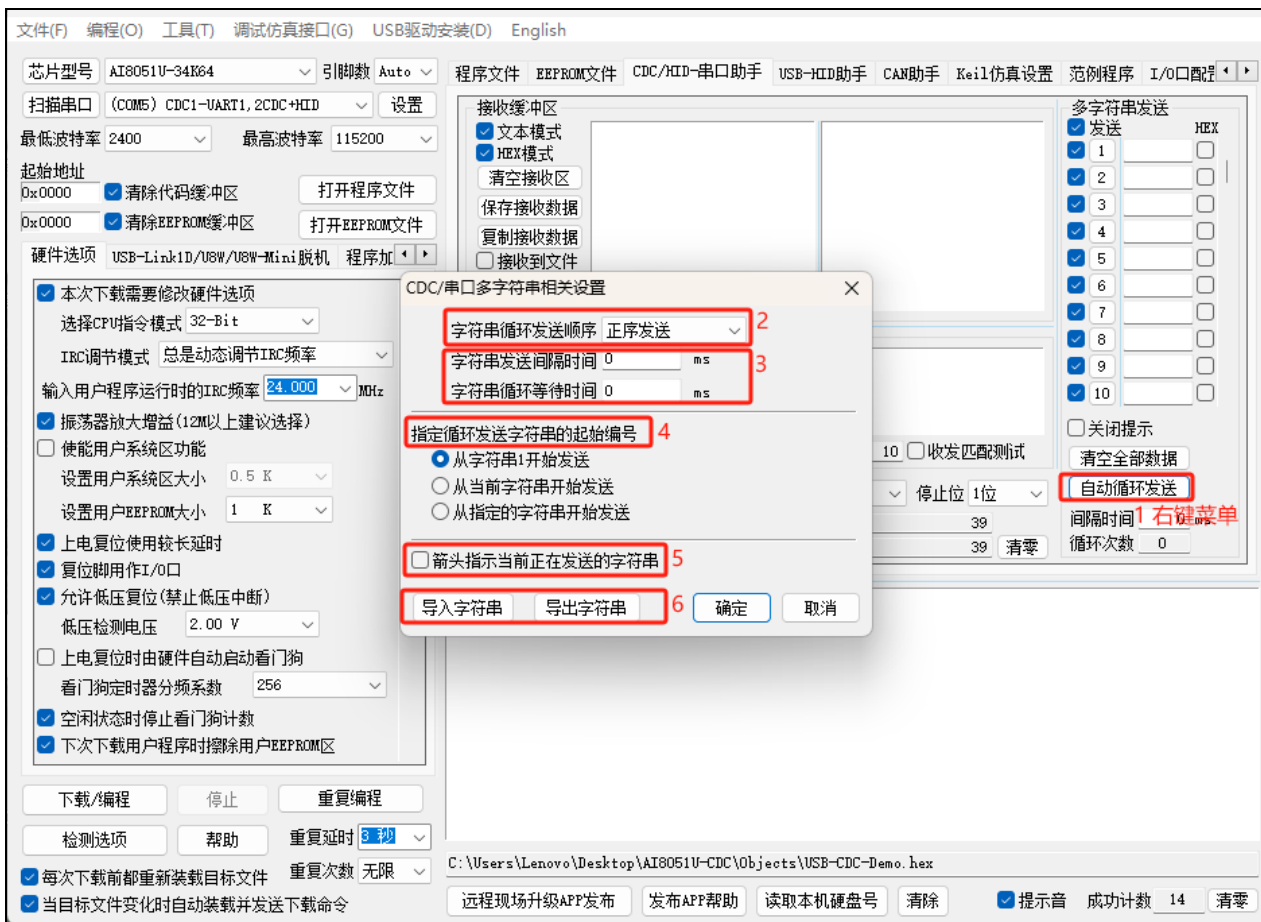 文件(F) 编程(O) 工具(T) 调试仿真接口(G) USB驱动安装(D) English
芯片型号 AI8051U-34K64 引脚数 Auto
扫描串口 (COM5) CDC1-UART1,2CDC+HID 设置
最低波特率 2400 最高波特率 115200
起始地址
0x0000 清除代码缓冲区 打开程序文件
0x0000 清除EEPROM缓冲区 打开EEPROM文件
硬件选项 USB-Link1D/U8W/U8W-Mini脱机 程序加
本次下载需要修改硬件选项
选择CPU指令模式 32-Bit
IRC调节模式 总是动态调节IRC频率
输入用户程序运行时的IRC频率 24.000 MHz
振荡器放大增益(12M以上建议选择)
使能用户系统区功能
设置用户系统区大小 0.5 K
设置用户EEPROM大小 1 K
上电复位使用较长延时
复位脚用作I/O口
允许低压复位(禁止低压中断)
低压检测电压 2.00 V
上电复位时由硬件自动启动看门狗
看门狗定时器分频系数 256
空闲状态时停止看门狗计数
下次下载用户程序时擦除用户EEPROM区
下载/编程 停止 重复编程
检测选项 帮助 重复延时 3 秒
每次下载前都重新装载目标文件 重复次数 无限
当目标文件变化时自动装载并发送下载命令
程序文件 EEPROM文件 CDC/HID-串口助手 USB-HID助手 CAN助手 Keil仿真设置 范例程序 I/O口配置
接收缓冲区
文本模式
HEX模式
清空接收区
保存接收数据
复制接收数据
接收到文件
多字符串发送
发送 HEX
1
2
3
4
5
6
7
8
9
10
关闭提示
清空全部数据
自动循环发送
1 右键菜单
间隔时间 0 ms
循环次数 0
10 收发匹配测试
停止位 1位
39
39 清零
CDC/串口多字符串相关设置
字符串循环发送顺序 正序发送 2
字符串发送间隔时间 0 ms 3
字符串循环等待时间 0 ms
指定循环发送字符串的起始编号 4
从字符串1开始发送
从当前字符串开始发送
从指定的字符串开始发送
箭头指示当前正在发送的字符串 5
导入字符串 导出字符串 6 确定 取消
C:\Users\Lenovo\Desktop\AI8051U-CDC\Objects\USB-CDC-Demo.hex
远程现场升级APP发布 发布APP帮助 读取本机硬盘号 清除 提示音 成功计数 14 清零